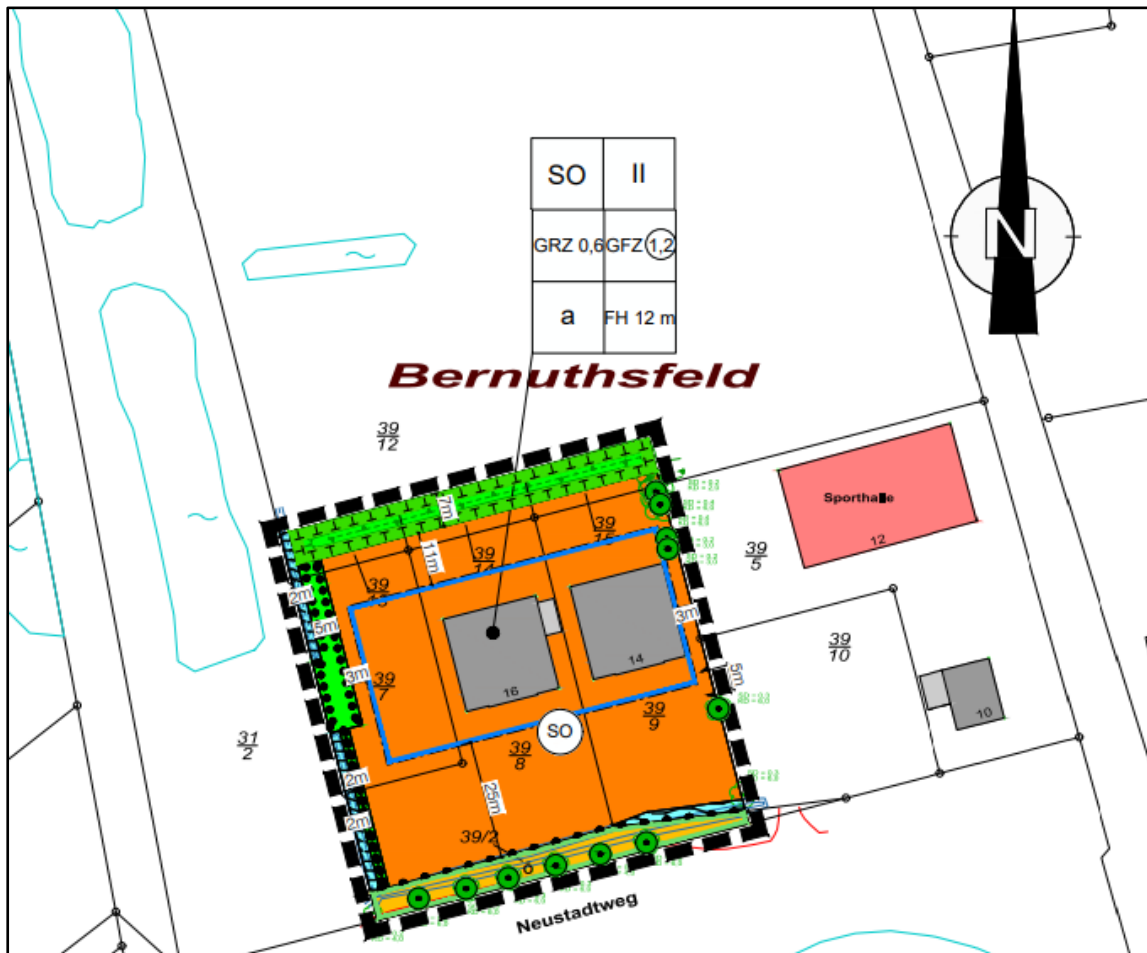 SO II
GRZ 0,6 GFZ 1,2
a FH 12 m
N
Bernuthsfeld
39
12
7m
39
15
39
14
11m
39
13
Sporthalle
12
39
5
2m
5m
3m
3m
39
10
14
16
5m
39
7
39
9
10
SO
31
2
39
8
2m
25m
2m
39/2
ö
Neustadtweg